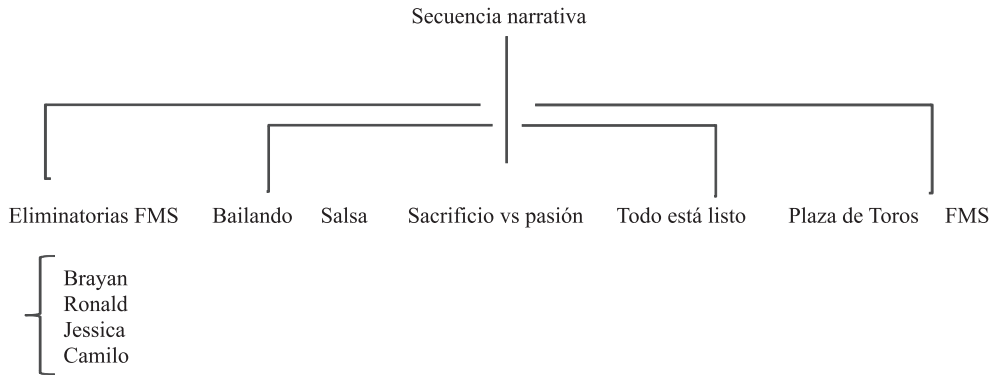 Secuencia narrativa
Eliminatorias FMS Bailando Salsa Sacrificio vs pasión Todo está listo Plaza de Toros FMS
Brayan
Ronald
Jessica
Camilo